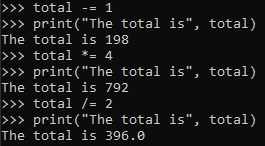 >>> total -= 1
>>> print("The total is", total)
The total is 198
>>> total *= 4
>>> print("The total is", total)
The total is 792
>>> total /= 2
>>> print("The total is", total)
The total is 396.0